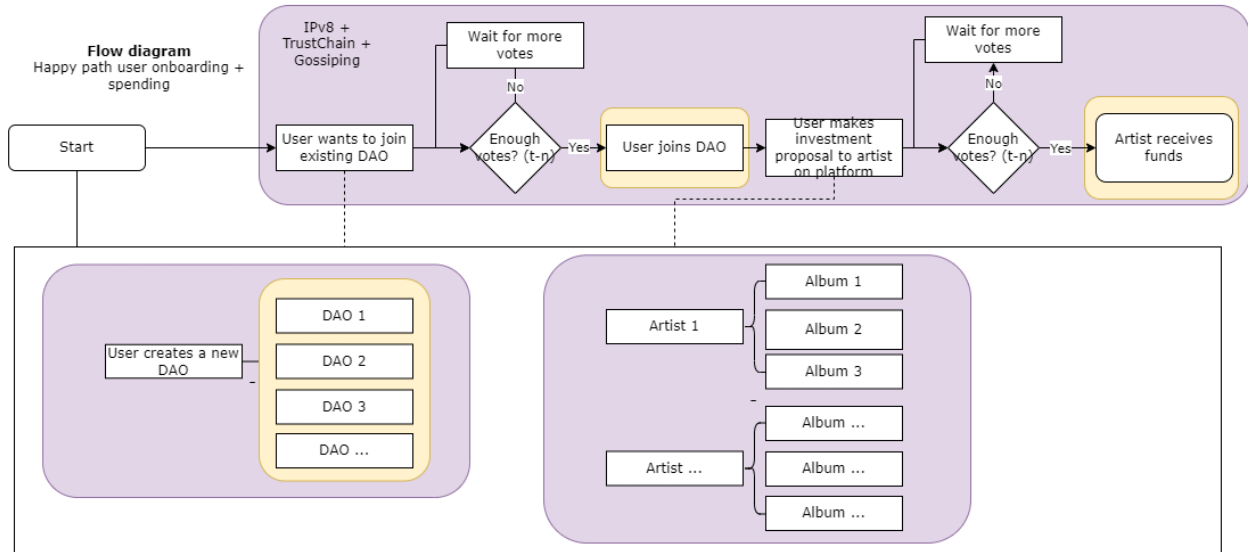 Flow diagram
Happy path user onboarding +
spending
IPv8 +
TrustChain +
Gossiping
Wait for more
votes
Wait for more
votes
No
No
Start
User wants to join
existing DAO
Enough
votes? (t-n)
Yes
User joins DAO
User makes
investment
proposal to artist
on platform
Enough
votes? (t-n)
Yes
Artist receives
funds
User creates a new
DAO
-
DAO 1
DAO 2
DAO 3
DAO ...
Artist 1
Album 1
Album 2
Album 3
-
Artist ...
Album ...
Album ...
Album ...